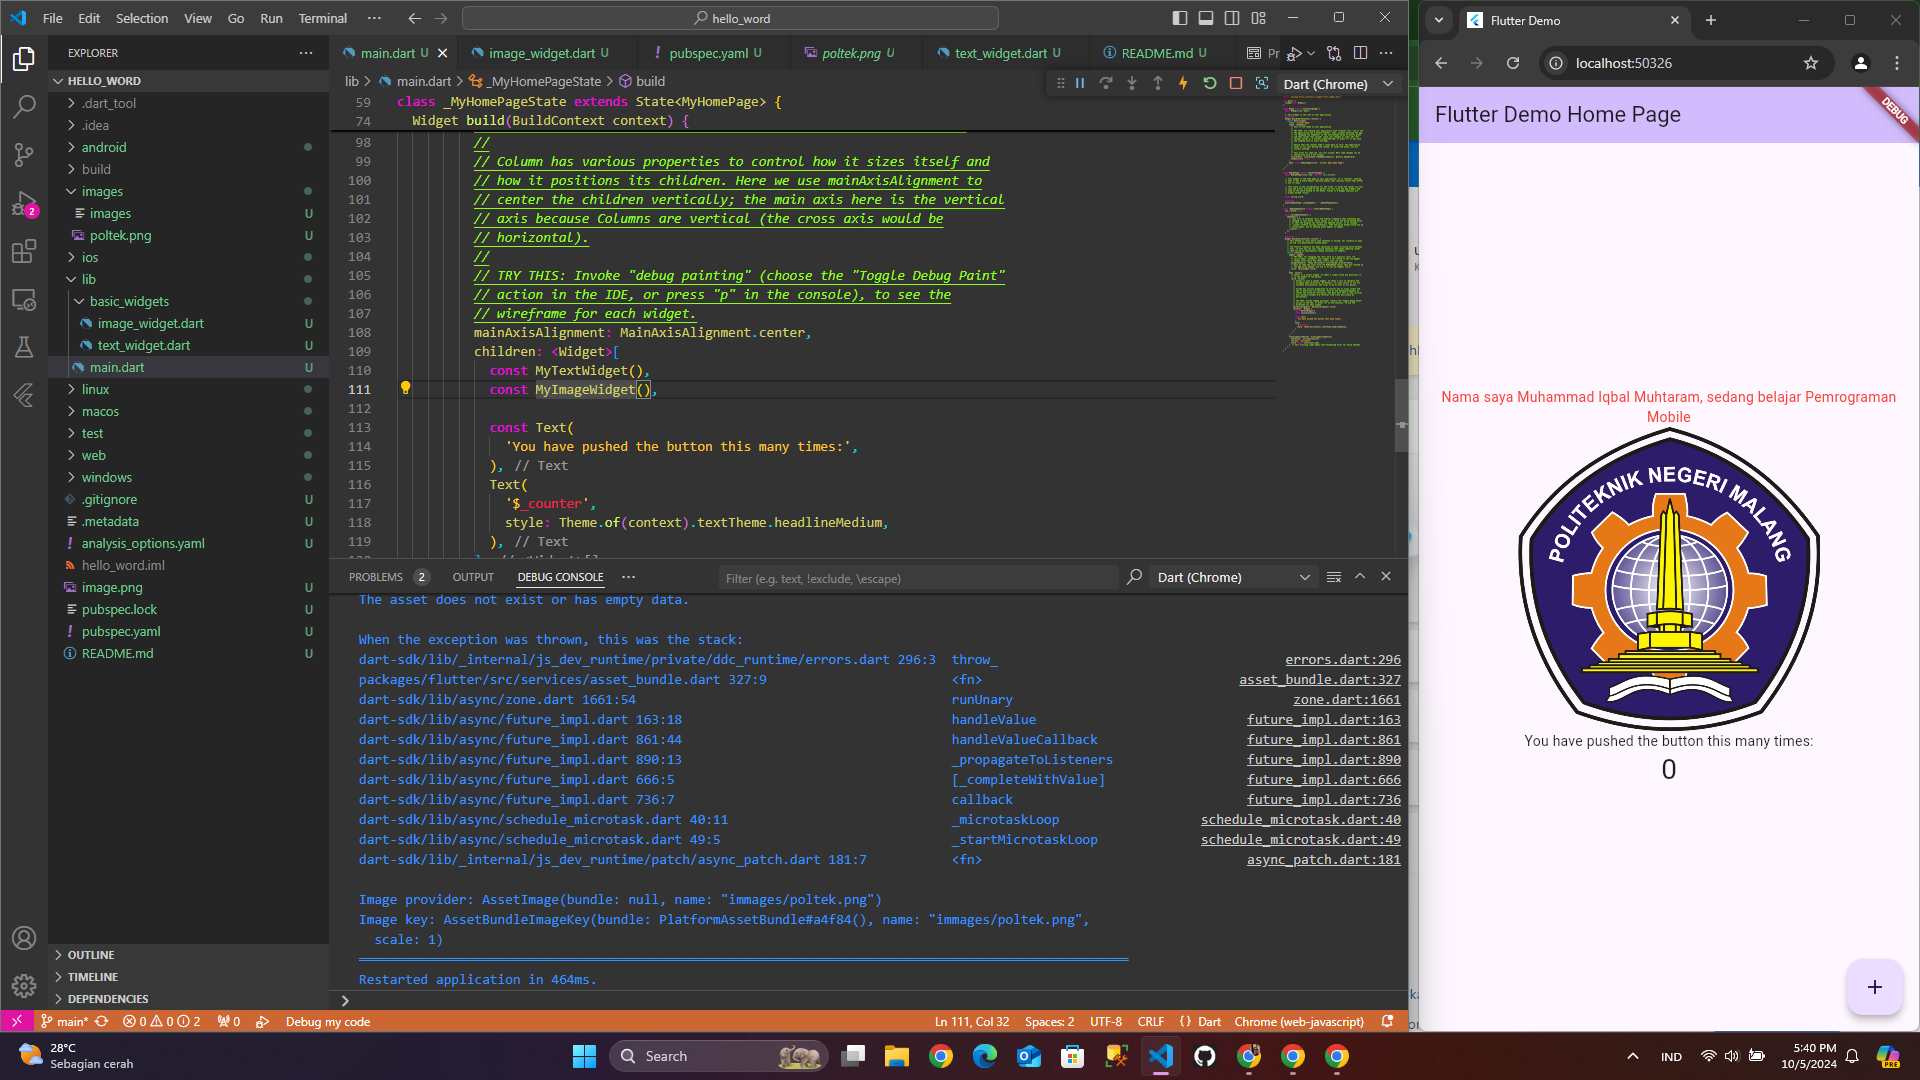 File Edit Selection View Go Run Terminal ··· hello_word
EXPLORER
HELLO_WORD
.dart_tool
.idea
android
build
images
images U
poltek.png U
ios
lib
basic_widgets
image_widget.dart U
text_widget.dart U
main.dart U
linux
macos
test
web
windows
.gitignore U
.metadata U
analysis_options.yaml U
hello_word.iml
image.png U
pubspec.lock U
pubspec.yaml U
README.md U
OUTLINE
TIMELINE
DEPENDENCIES
main.dart U image_widget.dart U pubspec.yaml U poltek.png U text_widget.dart U README.md U Pr
lib > main.dart > _MyHomePageState > build
Dart (Chrome)
59 class _MyHomePageState extends State<MyHomePage> {
74 Widget build(BuildContext context) {
98 //
99 // Column has various properties to control how it sizes itself and
100 // how it positions its children. Here we use mainAxisAlignment to
101 // center the children vertically; the main axis here is the vertical
102 // axis because Columns are vertical (the cross axis would be
103 // horizontal).
104 //
105 // TRY THIS: Invoke "debug painting" (choose the "Toggle Debug Paint"
106 // action in the IDE, or press "p" in the console), to see the
107 // wireframe for each widget.
108 mainAxisAlignment: MainAxisAlignment.center,
109 children: <Widget>[
110 const MyTextWidget(),
111 const MyImageWidget(),
112
113 const Text(
114 'You have pushed the button this many times:',
115 ), // Text
116 Text(
117 '$_counter',
118 style: Theme.of(context).textTheme.headlineMedium,
119 ), // Text
PROBLEMS 2 OUTPUT DEBUG CONSOLE ··· Filter (e.g. text, !exclude, \escape) Dart (Chrome)
The asset does not exist or has empty data.
When the exception was thrown, this was the stack:
dart-sdk/lib/_internal/js_dev_runtime/private/ddc_runtime/errors.dart 296:3 throw_ errors.dart:296
packages/flutter/src/services/asset_bundle.dart 327:9 <fn> asset_bundle.dart:327
dart-sdk/lib/async/zone.dart 1661:54 runUnary zone.dart:1661
dart-sdk/lib/async/future_impl.dart 163:18 handleValue future_impl.dart:163
dart-sdk/lib/async/future_impl.dart 861:44 handleValueCallback future_impl.dart:861
dart-sdk/lib/async/future_impl.dart 890:13 _propagateToListeners future_impl.dart:890
dart-sdk/lib/async/future_impl.dart 666:5 [_completeWithValue] future_impl.dart:666
dart-sdk/lib/async/future_impl.dart 736:7 callback future_impl.dart:736
dart-sdk/lib/async/schedule_microtask.dart 40:11 _microtaskLoop schedule_microtask.dart:40
dart-sdk/lib/async/schedule_microtask.dart 49:5 _startMicrotaskLoop schedule_microtask.dart:49
dart-sdk/lib/_internal/js_dev_runtime/patch/async_patch.dart 181:7 <fn> async_patch.dart:181
Image provider: AssetImage(bundle: null, name: "immages/poltek.png")
Image key: AssetBundleImageKey(bundle: PlatformAssetBundle#a4f84(), name: "immages/poltek.png",
scale: 1)
Restarted application in 464ms.
main* 0 0 2 0 Debug my code Ln 111, Col 32 Spaces: 2 UTF-8 CRLF {} Dart Chrome (web-javascript)
Flutter Demo
localhost:50326
Flutter Demo Home Page
DEBUG
Nama saya Muhammad Iqbal Muhtaram, sedang belajar Pemrograman
Mobile
POLITEKNIK NEGERI MALANG
You have pushed the button this many times:
0
+
28°C
Sebagian cerah
Search
IND
5:40 PM
10/5/2024
PRE